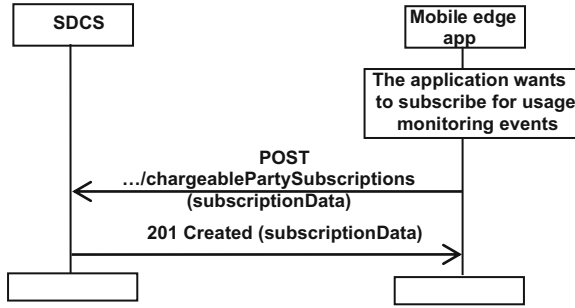 SDCS
Mobile edge
app
The application wants
to subscribe for usage
monitoring events
POST
…/chargeablePartySubscriptions
(subscriptionData)
201 Created (subscriptionData)